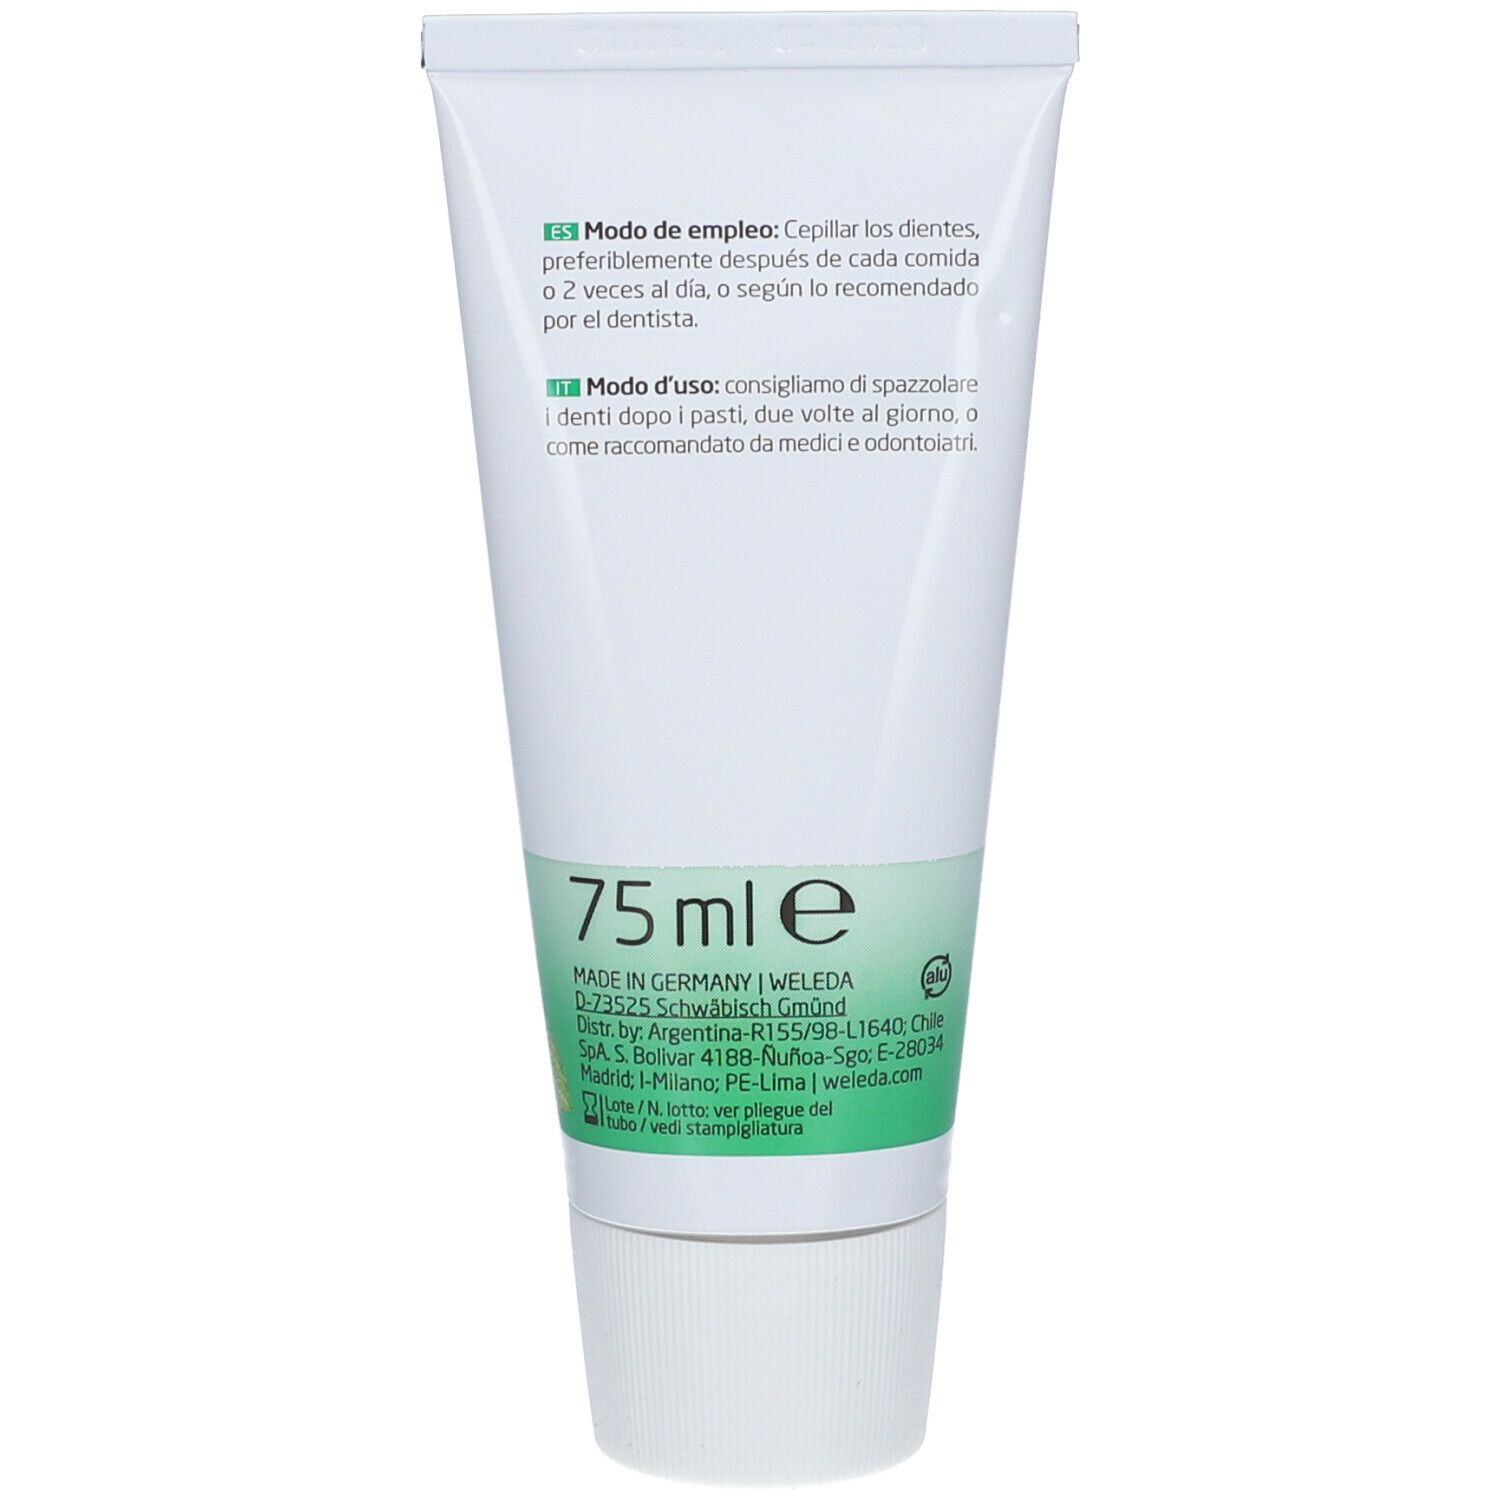 04 2023
ES Modo de empleo: Cepillar los dientes,
preferiblemente después de cada comida
o 2 veces al día, o según lo recomendado
por el dentista.
IT Modo d'uso: consigliamo di spazzolare
i denti dopo i pasti, due volte al giorno, o
come raccomandato da medici e odontoiatri.
75 ml e
MADE IN GERMANY | WELEDA
alu
D-73525 Schwäbisch Gmünd
Distr. by: Argentina-R155/98-L1640; Chile
SpA. S. Bolivar 4188-Ñuñoa-Sgo; E-28034
Madrid; I-Milano; PE-Lima | weleda.com
Lote / N. lotto: ver pliegue del
tubo / vedi stampigliatura